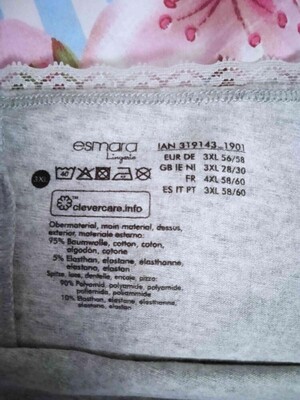 esmara
Lingerie
IAN 319143_1901
EUR DE 3XL 56/58
GB IE NI 3XL 28/30
FR 4XL 58/60
ES IT PT 3XL 58/60
3XL
clevercare.info
Obermaterial, main material, dessus,
exterior, materiale esterno:
95% Baumwolle, cotton, coton,
algodón, cotone
5% Elasthan, elastane, élasthanne,
elastano, elastan
Spitze, lace, dentelle, encaje, pizzo:
90% Polyamid, polyamide, polyamide,
poliamida, poliammide
10% Elasthan, elastane, élasthanne,
elastano, elastan